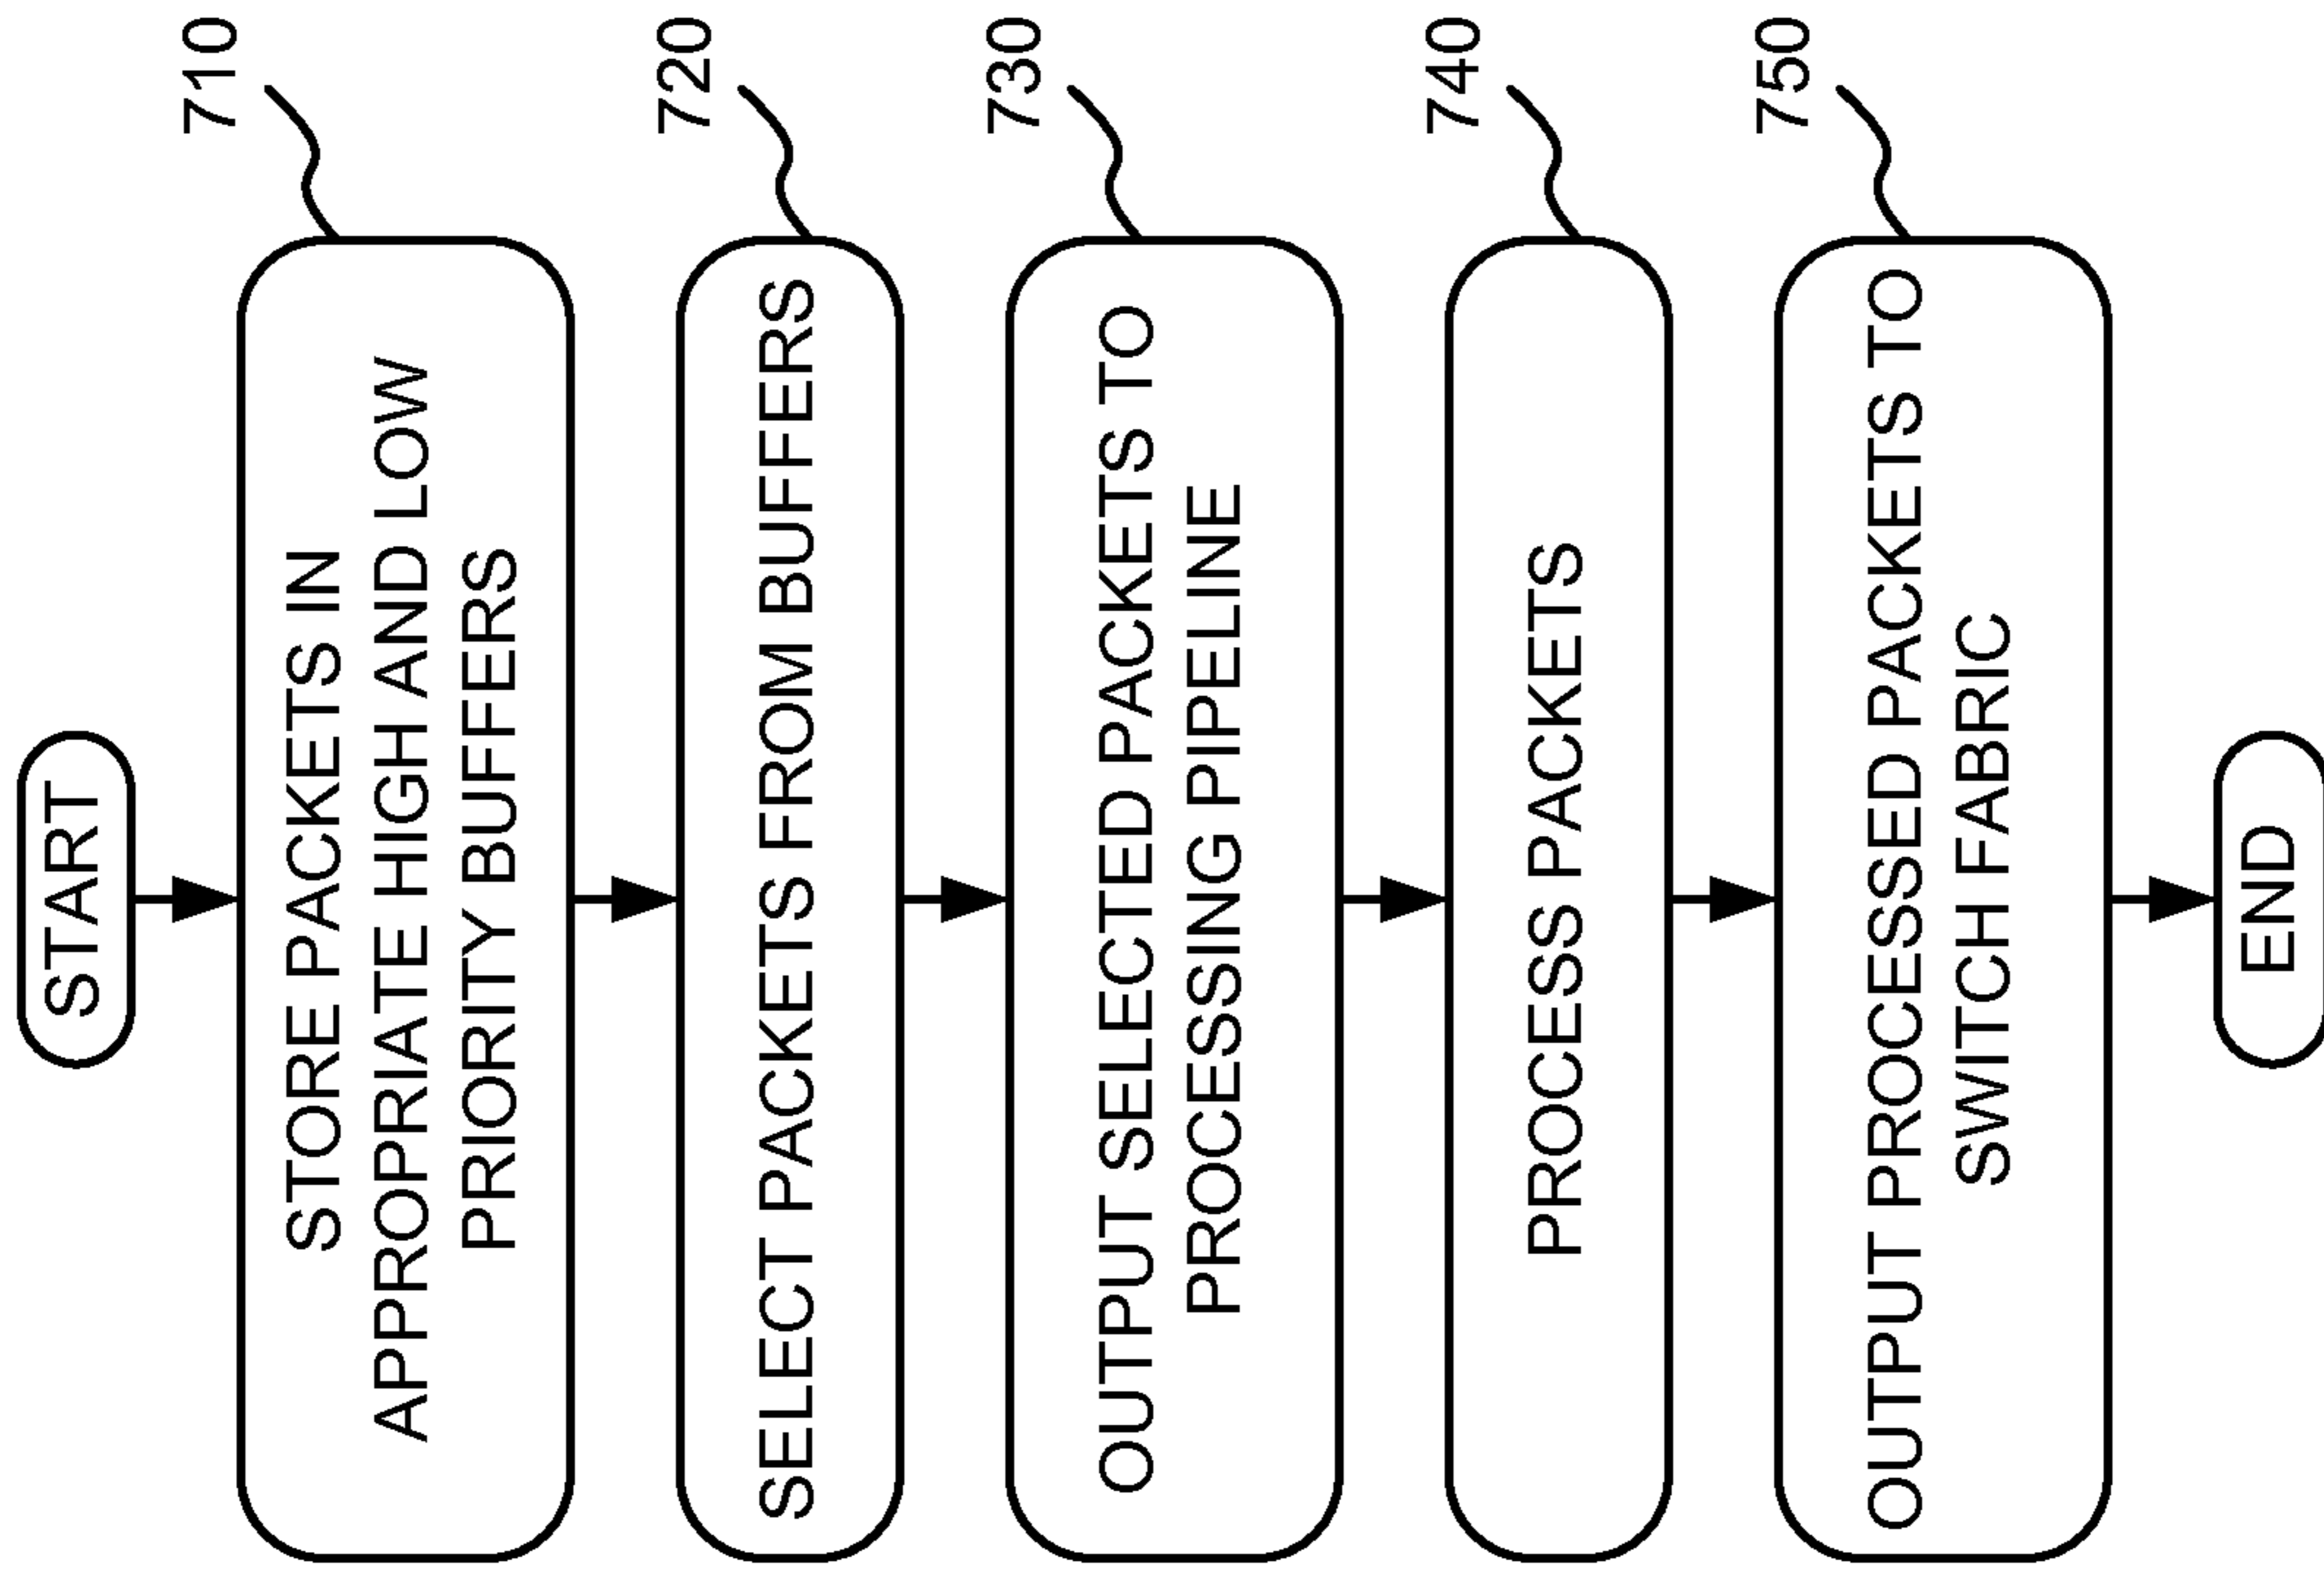 START
710
STORE PACKETS IN
APPROPRIATE HIGH AND LOW
PRIORITY BUFFERS
720
SELECT PACKETS FROM BUFFERS
730
OUTPUT SELECTED PACKETS TO
PROCESSING PIPELINE
740
PROCESS PACKETS
750
OUTPUT PROCESSED PACKETS TO
SWITCH FABRIC
END